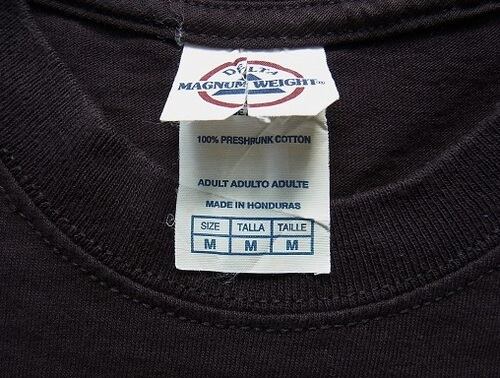 DELTA
MAGNUM WEIGHT®
100% PRESHRUNK COTTON
ADULT ADULTO ADULTE
MADE IN HONDURAS
SIZE TALLA TAILLE
M M M